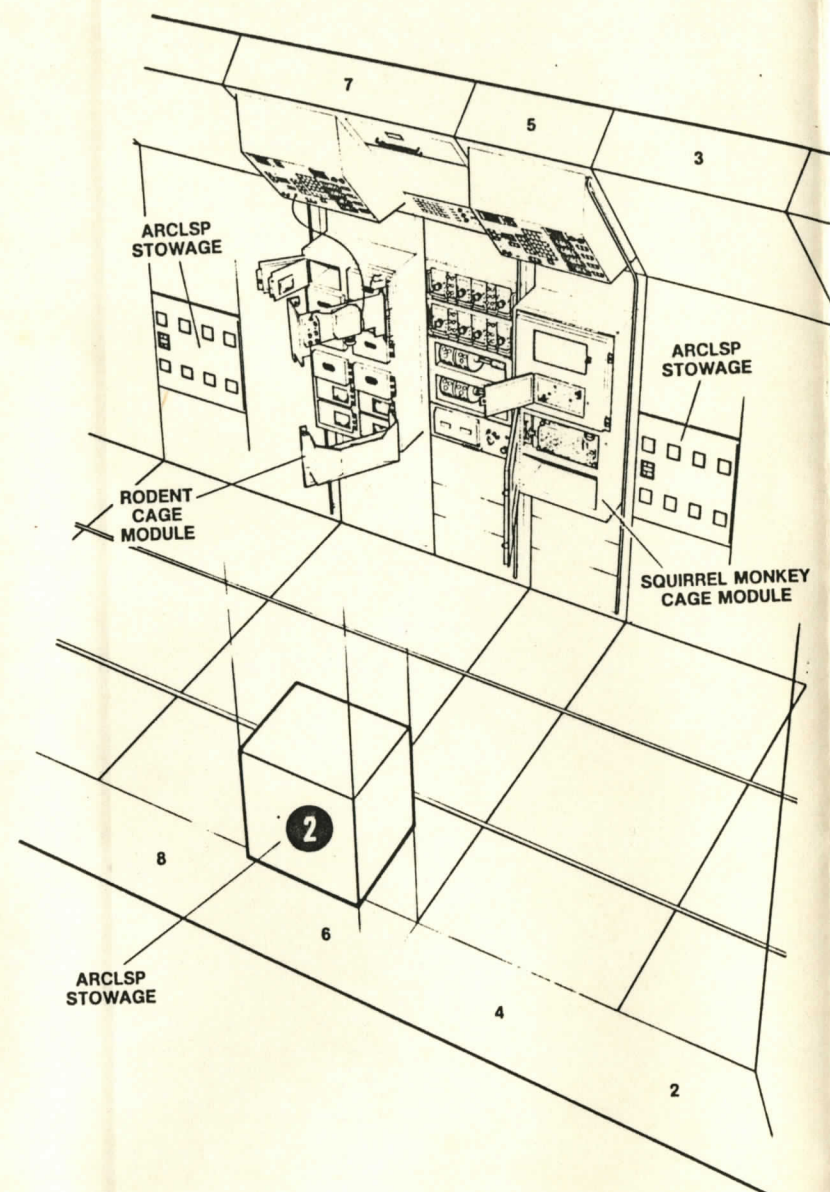 7
5
3
ARCLSP
STOWAGE
ARCLSP
STOWAGE
RODENT
CAGE
MODULE
SQUIRREL MONKEY
CAGE MODULE
2
8
6
ARCLSP
STOWAGE
4
2